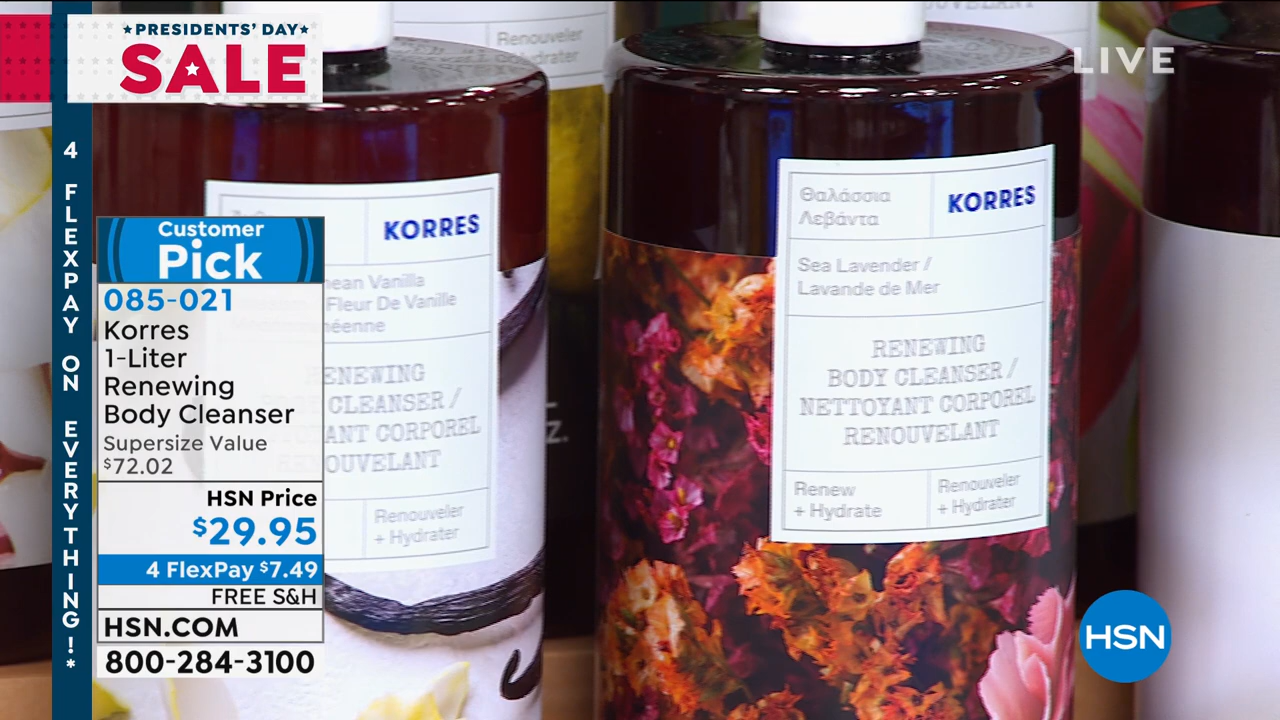 PRESIDENTS' DAY
SALE
LIVE
4 FLEXPAY ON EVERYTHING!*
Customer
Pick
085-021
Korres
1-Liter
Renewing
Body Cleanser
Supersize Value
$72.02
HSN Price
$29.95
4 FlexPay $7.49
FREE S&H
HSN.COM
800-284-3100
Renouveler
KORRES
Vanilla
Fleur De Vanille
CLEANSER /
CORPOREL
Renouveler
+ Hydrater
Θαλάσσια
Λεβάντα
KORRES
Sea Lavender /
Lavande de Mer
RENEWING
BODY CLEANSER /
NETTOYANT CORPOREL
RENOUVELANT
Renew
+ Hydrate
Renouveler
+ Hydrater
HSN